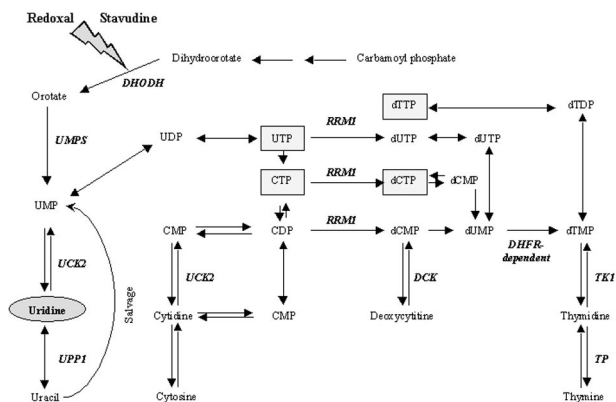 Redoxal Stavudine
Dihydroorotate Carbamoyl phosphate
DHODH
Orotate
dTTP dTDP
RRM1
UMPS UDP UTP dUTP dUTP
RRM1
CTP dCTP dCMP
UMP
RRM1
CMP CDP dCMP dUMP dTMP
DHFR-
dependent
UCK2 UCK2 DCK TK1
Salvage
Uridine Cytidine CMP Deoxycytitine Thymidine
UPP1 TP
Uracil Cytosine Thymine